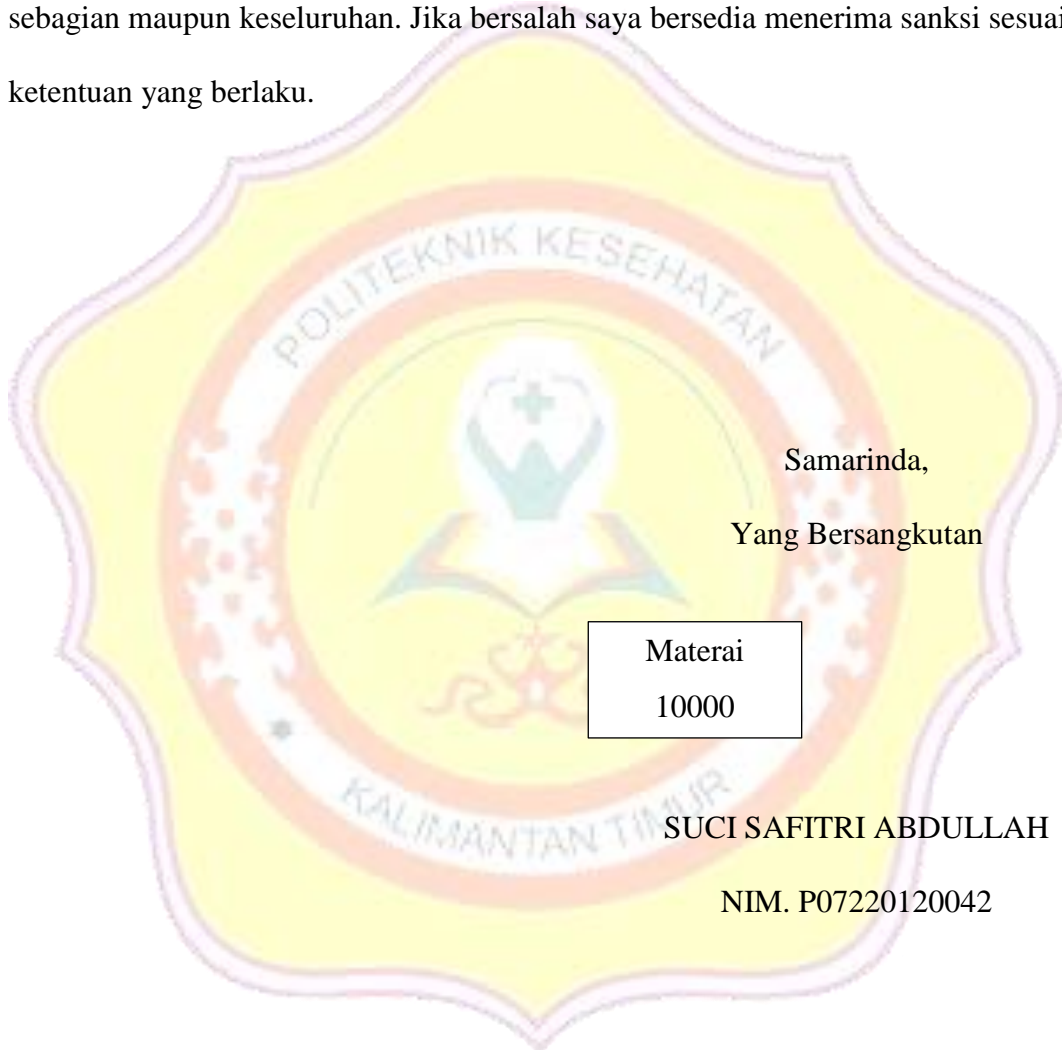 sebagian maupun keseluruhan. Jika bersalah saya bersedia menerima sanksi sesuai
ketentuan yang berlaku.
POLITEKNIK KESEHATAN
Samarinda,
Yang Bersangkutan
Materai
10000
KALIMANTAN TIMUR
SUCI SAFITRI ABDULLAH
NIM. P07220120042